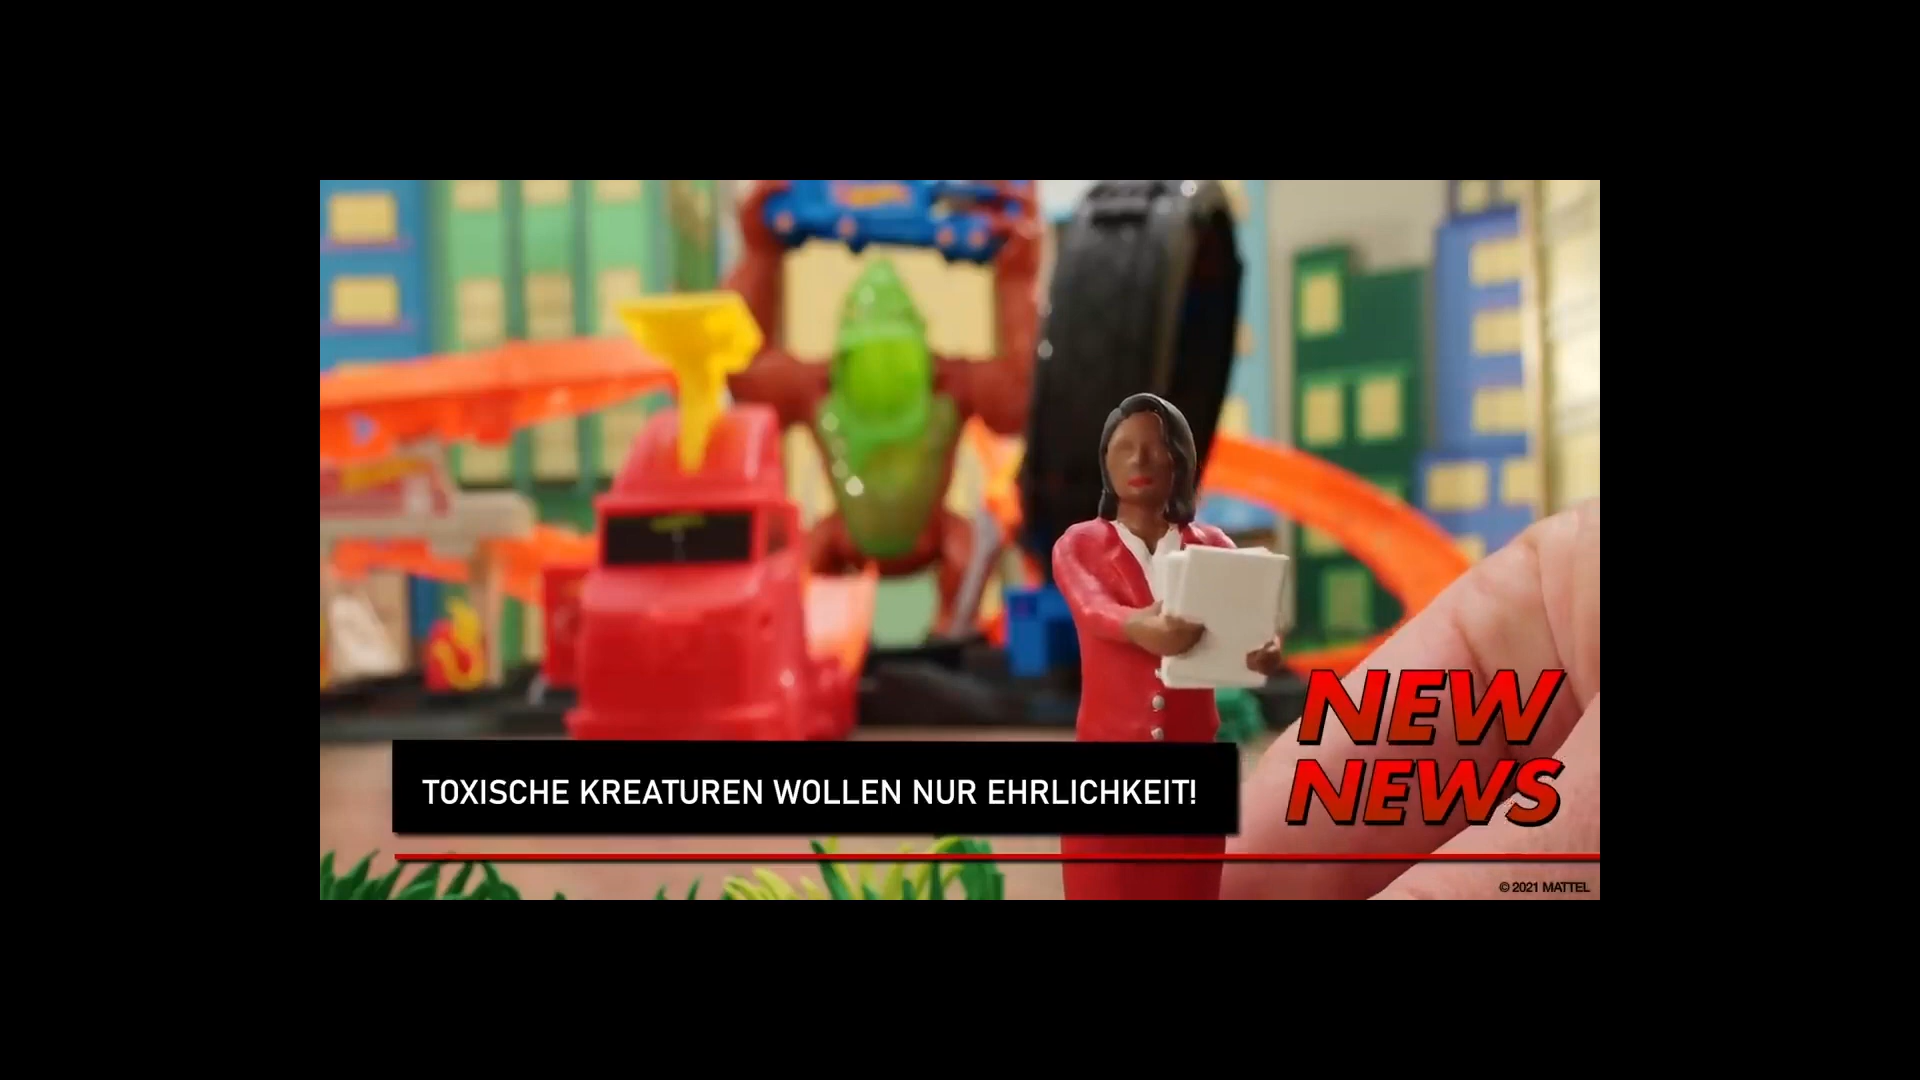 TOXISCHE KREATUREN WOLLEN NUR EHRLICHKEIT!
NEW
NEWS
© 2021 MATTEL